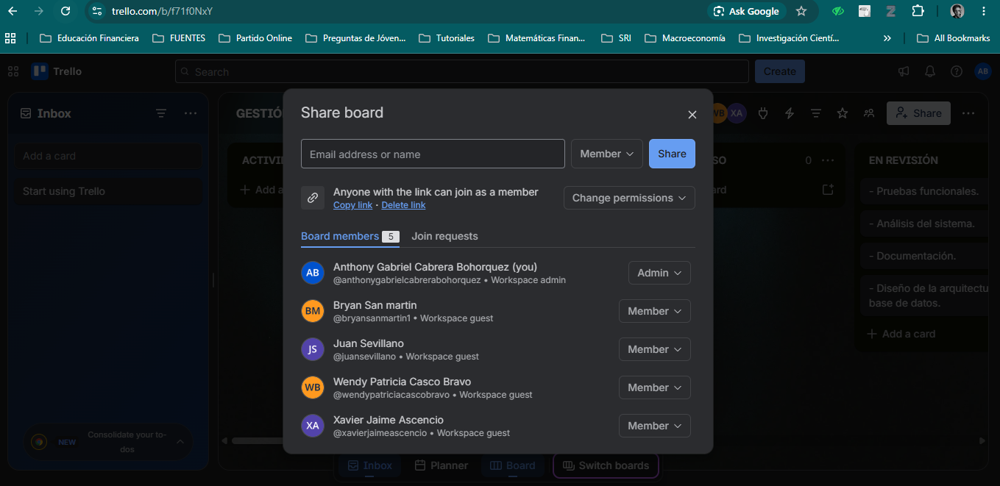 trello.com/b/f71f0NxY
Ask Google
Educación Financiera
FUENTES
Partido Online
Preguntas de Jóven...
Tutoriales
Matemáticas Finan...
SRI
Macroeconomía
Investigación Cientí...
All Bookmarks
Trello
Search
Create
AB
Inbox
Add a card
Start using Trello
NEW
Consolidate your to-
dos
GESTIÓ
WB
XA
Share
ACTIVI
Add a
SO
0
rd
EN REVISIÓN
- Pruebas funcionales.
- Análisis del sistema.
- Documentación.
- Diseño de la arquitectu
base de datos.
Add a card
Share board
Email address or name
Member
Share
Anyone with the link can join as a member
Copy link · Delete link
Change permissions
Board members 5
Join requests
AB
Anthony Gabriel Cabrera Bohorquez (you)
@anthonygabrielcabrerabohorquez • Workspace admin
Admin
BM
Bryan San martin
@bryansanmartin1 • Workspace guest
Member
JS
Juan Sevillano
@juansevillano • Workspace guest
Member
WB
Wendy Patricia Casco Bravo
@wendypatriciacascobravo • Workspace guest
Member
XA
Xavier Jaime Ascencio
@xavierjaimeascencio • Workspace guest
Member
Inbox
Planner
Board
Switch boards